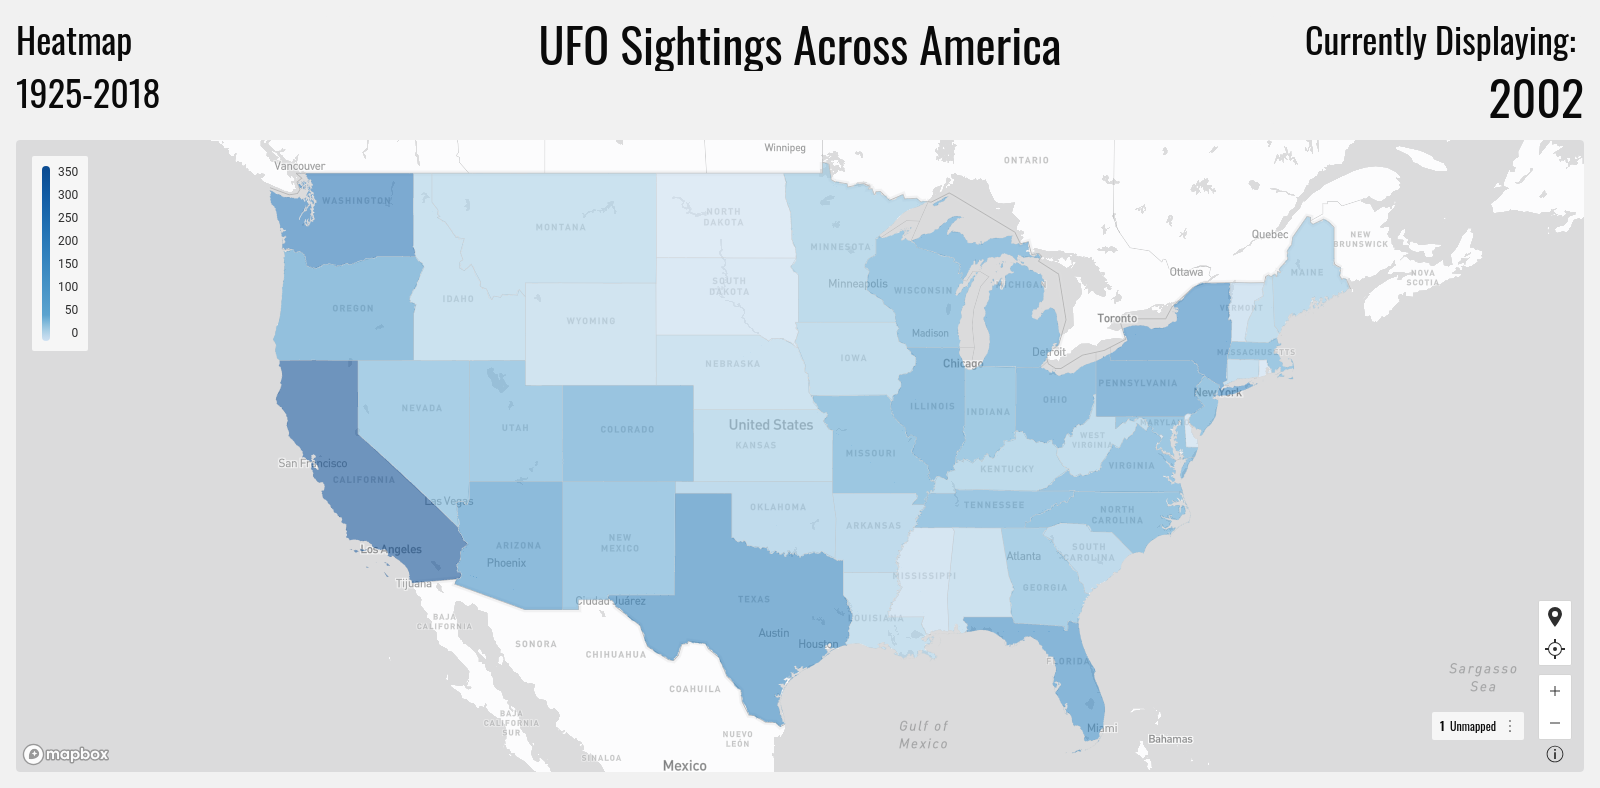 Heatmap
1925-2018
UFO Sightings Across America
Currently Displaying:
2002
350
300
250
200
150
100
50
0
Vancouver
Winnipeg
ONTARIO
WASHINGTON
MONTANA
NORTH
DAKOTA
MINNESOTA
Quebec
NEW
BRUNSWICK
MAINE
Ottawa
NOVA
SCOTIA
SOUTH
DAKOTA
Minneapolis
WISCONSIN
MICHIGAN
IDAHO
OREGON
WYOMING
VERMONT
Toronto
Madison
Detroit
MASSACHUSETTS
IOWA
Chicago
NEBRASKA
PENNSYLVANIA
New York
NEVADA
UTAH
COLORADO
United States
KANSAS
ILLINOIS
INDIANA
OHIO
MARYLAND
WEST
VIRGINIA
MISSOURI
VIRGINIA
KENTUCKY
San Francisco
CALIFORNIA
Las Vegas
OKLAHOMA
TENNESSEE
NORTH
CAROLINA
ARKANSAS
Los Angeles
ARIZONA
Phoenix
NEW
MEXICO
Atlanta
SOUTH
CAROLINA
MISSISSIPPI
GEORGIA
Tijuana
Ciudad Juárez
TEXAS
LOUISIANA
BAJA
CALIFORNIA
SONORA
CHIHUAHUA
Austin
Houston
FLORIDA
COAHUILA
Sargasso
Sea
BAJA
CALIFORNIA
SUR
NUEVO
LEÓN
Gulf of
Mexico
Miami
Bahamas
1 Unmapped
SINALOA
Mexico
mapbox